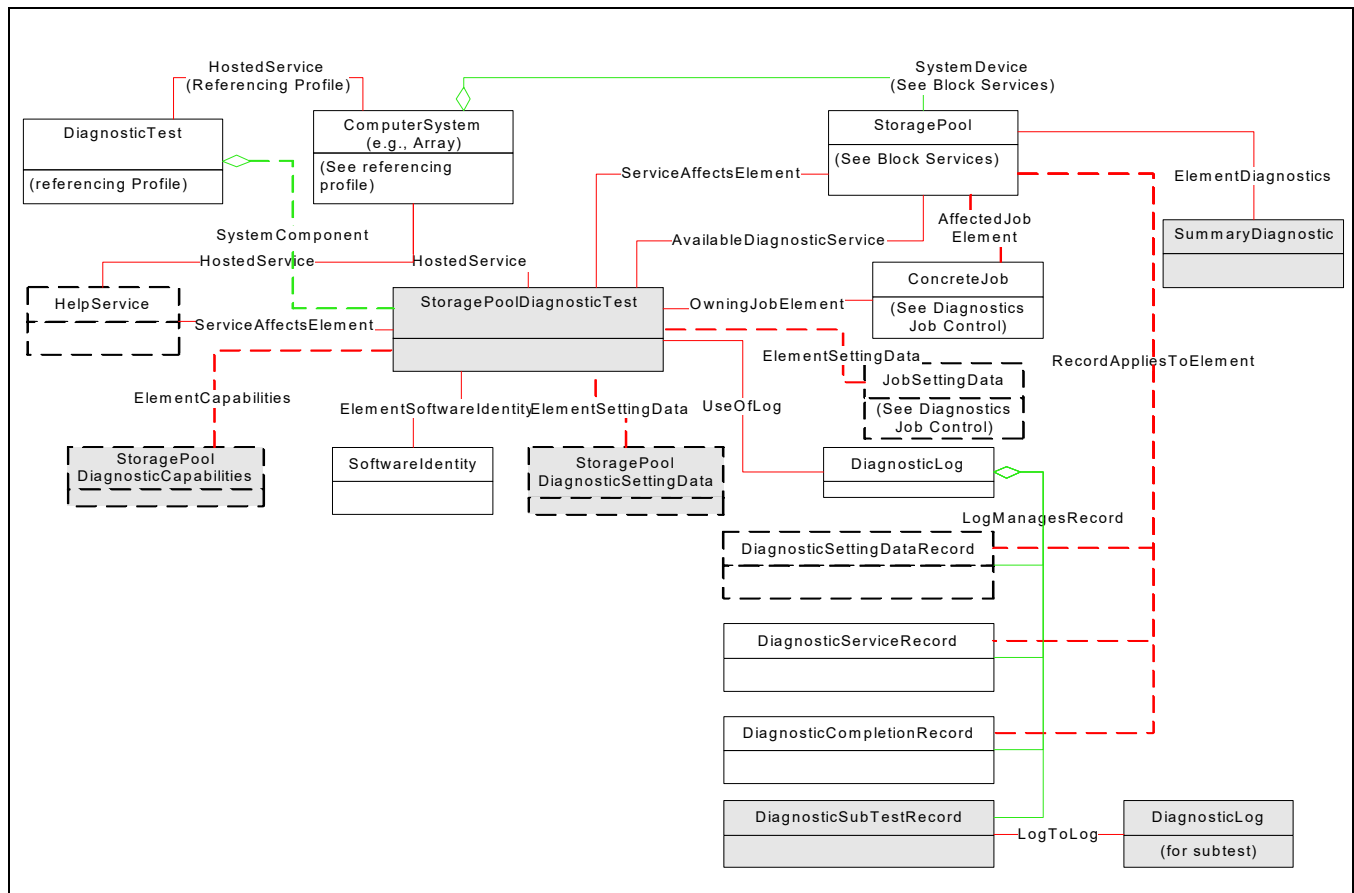 HostedService
(Referencing Profile)
SystemDevice
(See Block Services)
DiagnosticTest
(referencing Profile)
ComputerSystem
(e.g., Array)
(See referencing
profile)
StoragePool
(See Block Services)
ServiceAffectsElement
ElementDiagnostics
AffectedJob
Element
SystemComponent
AvailableDiagnosticService
SummaryDiagnostic
HostedService
HostedService
ConcreteJob
(See Diagnostics
Job Control)
HelpService
StoragePoolDiagnosticTest
OwningJobElement
ServiceAffectsElement
ElementSettingData
RecordAppliesToElement
JobSettingData
(See Diagnostics
Job Control)
ElementCapabilities
ElementSoftwareIdentity
ElementSettingData
UseOfLog
StoragePool
DiagnosticCapabilities
SoftwareIdentity
StoragePool
DiagnosticSettingData
DiagnosticLog
LogManagesRecord
DiagnosticSettingDataRecord
DiagnosticServiceRecord
DiagnosticCompletionRecord
DiagnosticSubTestRecord
LogToLog
DiagnosticLog
(for subtest)